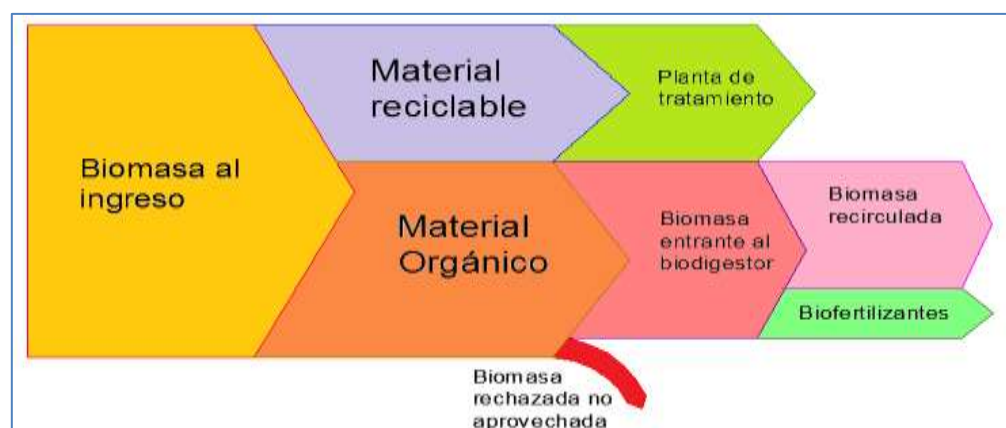 Biomasa al
ingreso
Material
reciclable
Planta de
tratamiento
Material
Orgánico
Biomasa
entrante al
biodigestor
Biomasa
recirculada
Biofertilizantes
Biomasa
rechazada no
aprovechada